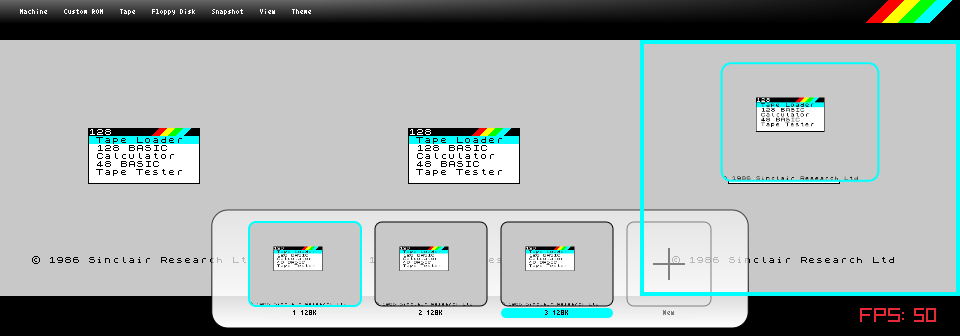 Machine Custom ROM Tape Floppy Disk Snapshot View Theme
128
Tape Loader
128 BASIC
Calculator
48 BASIC
Tape Tester
128
Tape Loader
128 BASIC
Calculator
48 BASIC
Tape Tester
128
Tape Loader
128 BASIC
Calculator
48 BASIC
Tape Tester
© 1986 Sinclair Research Ltd
© 1986 Sinclair Research Lt
© 1986 Sinclair Research Ltd
1 128K
2 128K
3 128K
New
FPS: 50